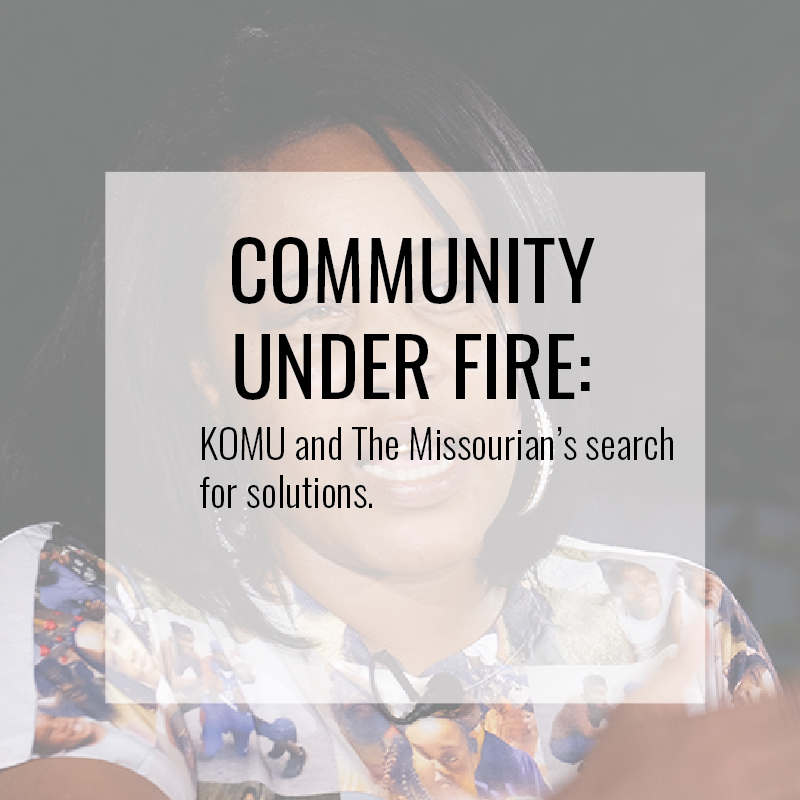 COMMUNITY
UNDER FIRE:
KOMU and The Missourian’s search
for solutions.